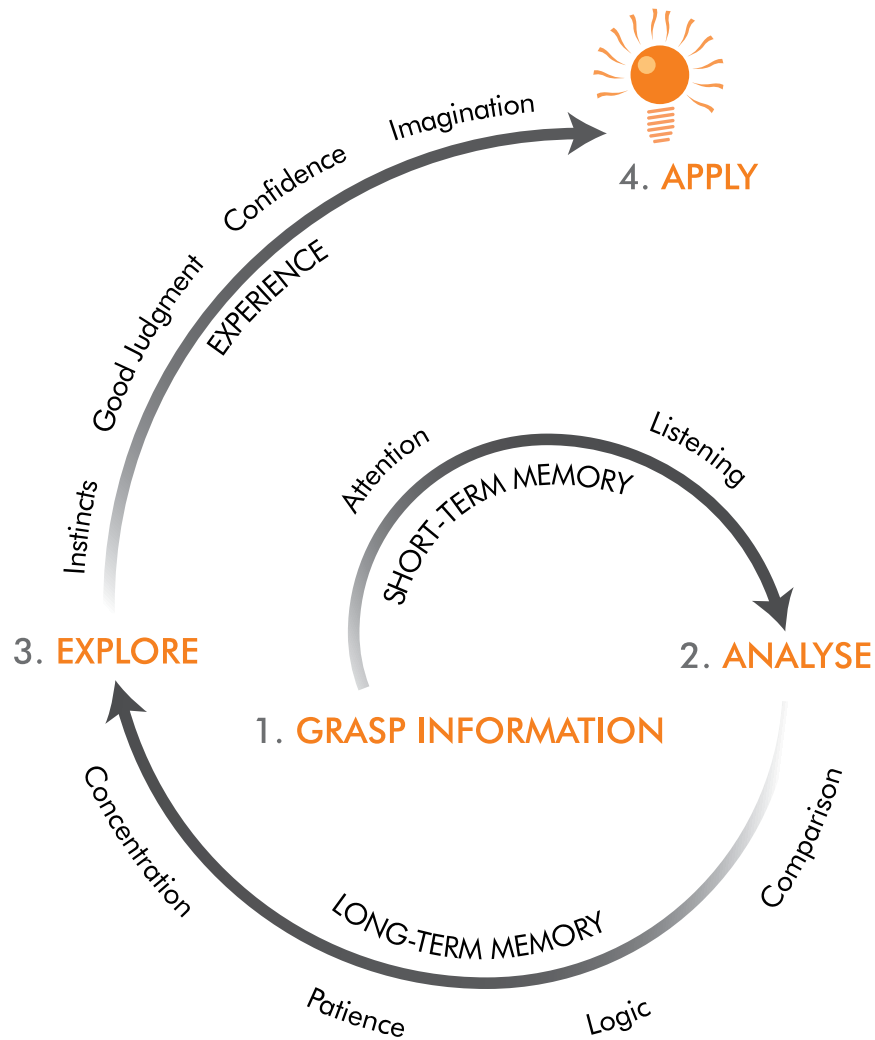 1. GRASP INFORMATION
Attention
Listening
SHORT-TERM MEMORY
2. ANALYSE
Comparison
Logic
Patience
Concentration
LONG-TERM MEMORY
3. EXPLORE
Instincts
Good Judgment
Confidence
Imagination
EXPERIENCE
4. APPLY